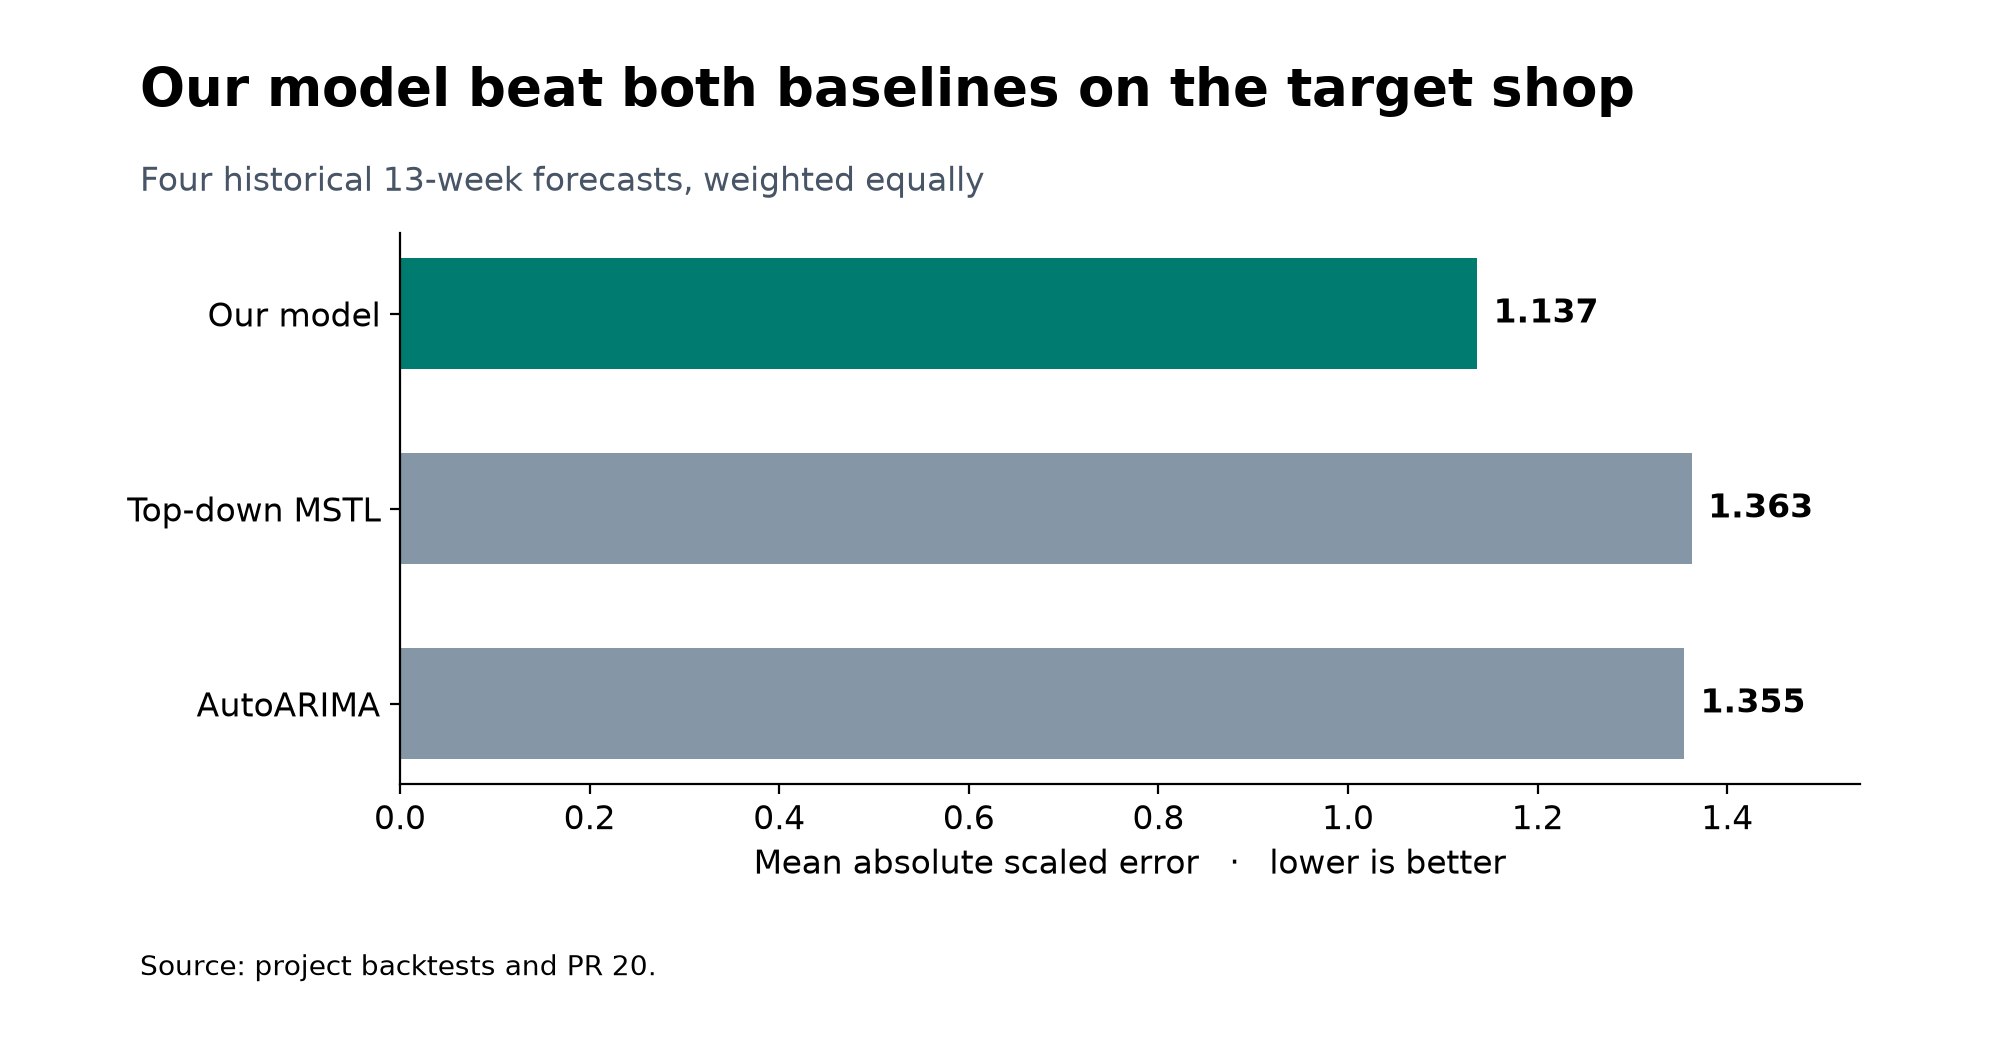 Our model beat both baselines on the target shop
Four historical 13-week forecasts, weighted equally
Our model
1.137
Top-down MSTL
1.363
AutoARIMA
1.355
0.0 0.2 0.4 0.6 0.8 1.0 1.2 1.4
Mean absolute scaled error · lower is better
Source: project backtests and PR 20.